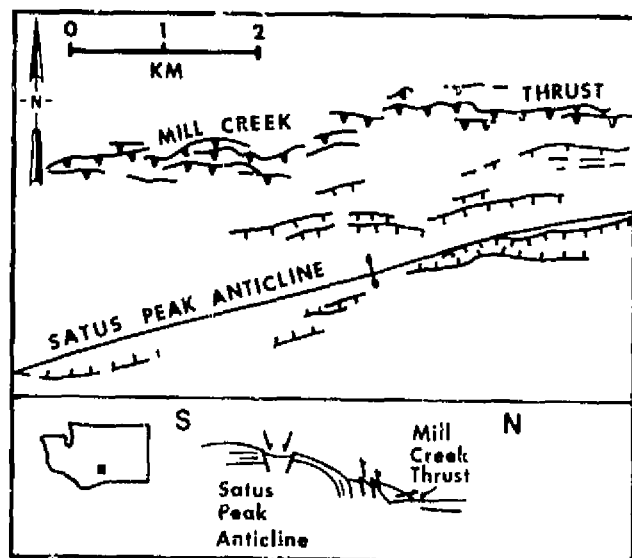 0 1 2
KM
N
THRUST
MILL CREEK
SATUS PEAK ANTICLINE
S
N
Mill
Creek
Thrust
Satus
Peak
Anticline